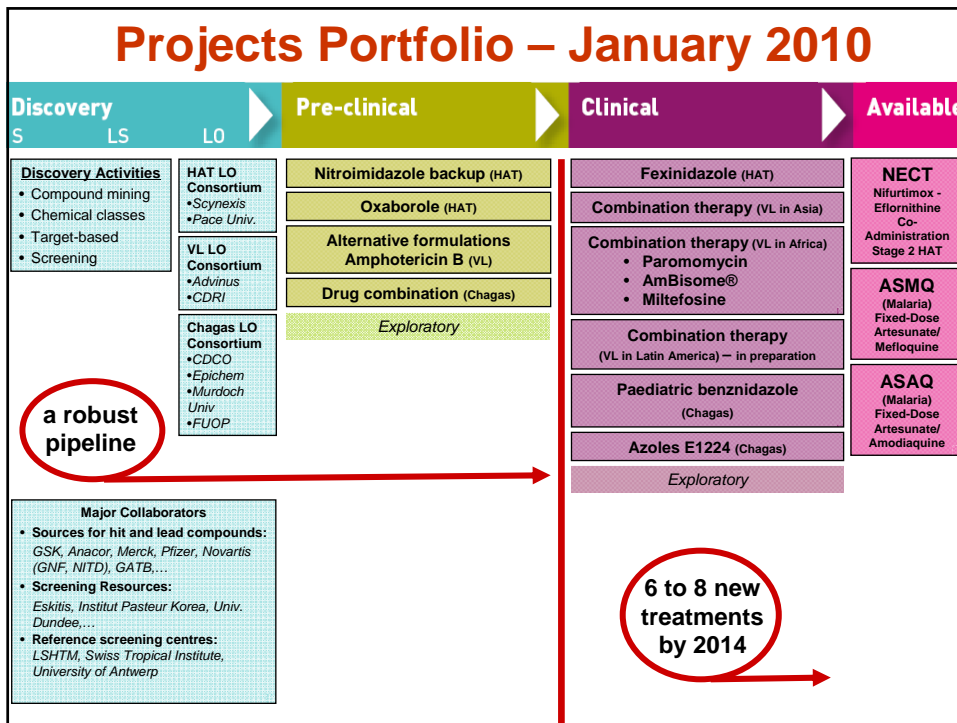 Projects Portfolio – January 2010
Discovery
S LS LO
Pre-clinical
Clinical
Available
Discovery Activities
• Compound mining
• Chemical classes
• Target-based
• Screening
HAT LO
Consortium
•Scynexis
•Pace Univ.
VL LO
Consortium
•Advinus
•CDRI
Chagas LO
Consortium
•CDCO
•Epichem
•Murdoch
Univ
•FUOP
a robust
pipeline
Major Collaborators
• Sources for hit and lead compounds:
GSK, Anacor, Merck, Pfizer, Novartis
(GNF, NITD), GATB,...
• Screening Resources:
Eskitis, Institut Pasteur Korea, Univ.
Dundee,...
• Reference screening centres:
LSHTM, Swiss Tropical Institute,
University of Antwerp
Nitroimidazole backup (HAT)
Oxaborole (HAT)
Alternative formulations
Amphotericin B (VL)
Drug combination (Chagas)
Exploratory
Fexinidazole (HAT)
Combination therapy (VL in Asia)
Combination therapy (VL in Africa)
• Paromomycin
• AmBisome®
• Miltefosine
Combination therapy
(VL in Latin America) – in preparation
Paediatric benznidazole
(Chagas)
Azoles E1224 (Chagas)
Exploratory
6 to 8 new
treatments
by 2014
NECT
Nifurtimox -
Eflornithine
Co-
Administration
Stage 2 HAT
ASMQ
(Malaria)
Fixed-Dose
Artesunate/
Mefloquine
ASAQ
(Malaria)
Fixed-Dose
Artesunate/
Amodiaquine